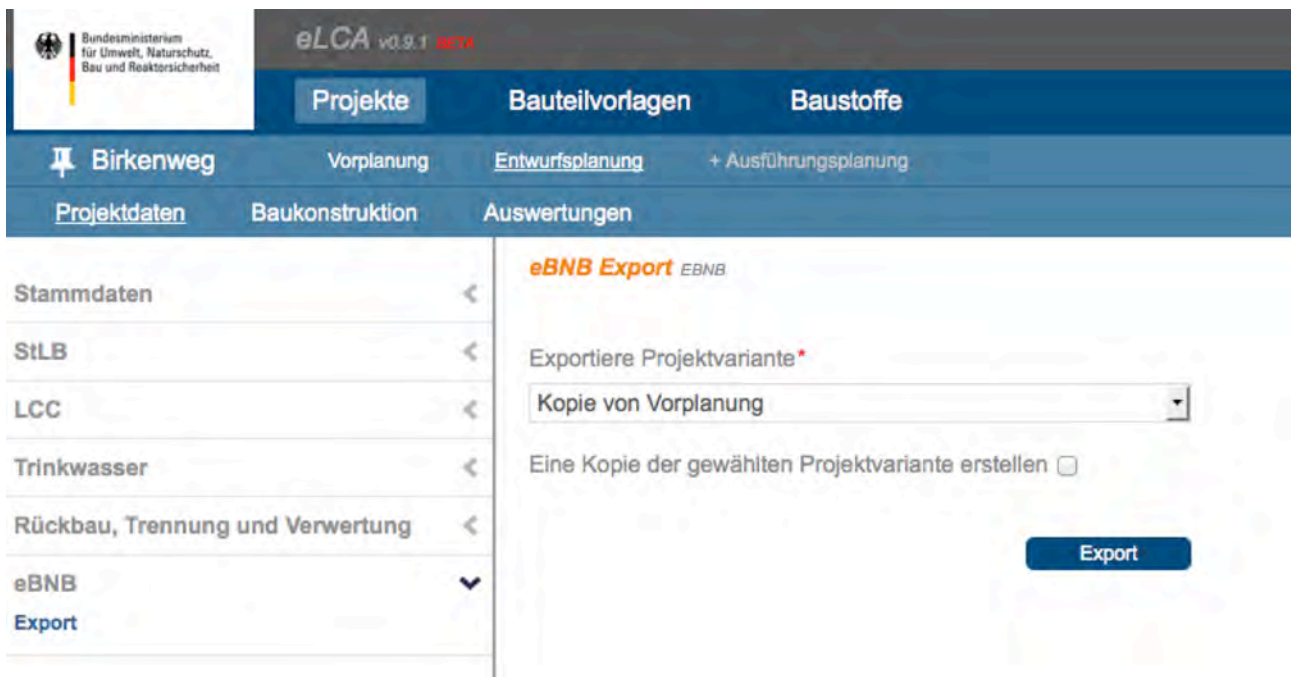 Bundesministerium
für Umwelt, Naturschutz,
Bau und Reaktorsicherheit
eLCA v0.9.1 BETA
Projekte Bauteilvorlagen Baustoffe
Birkenweg Vorplanung Entwurfsplanung + Ausführungsplanung
Projektdaten Baukonstruktion Auswertungen
eBNB Export EBNB
Stammdaten
StLB
Exportiere Projektvariante*
LCC
Kopie von Vorplanung
Trinkwasser
Eine Kopie der gewählten Projektvariante erstellen
Rückbau, Trennung und Verwertung
Export
eBNB
Export